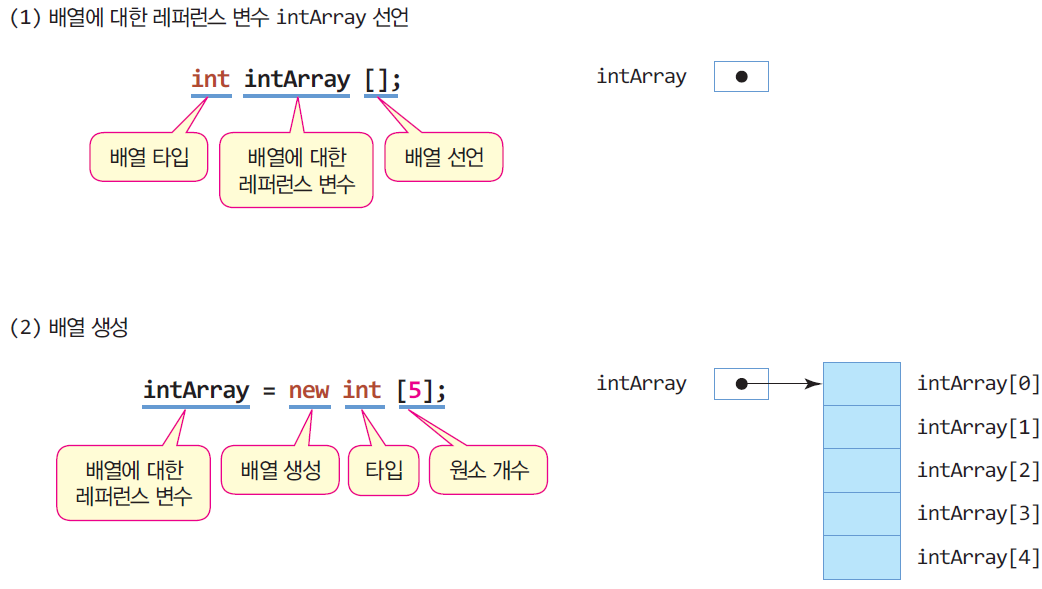 (1) 배열에 대한 레퍼런스 변수 intArray 선언
int intArray [];
intArray
배열 타입
배열에 대한
레퍼런스 변수
배열 선언
(2) 배열 생성
intArray = new int [5];
배열에 대한
레퍼런스 변수
배열 생성
타입
원소 개수
intArray
intArray[0]
intArray[1]
intArray[2]
intArray[3]
intArray[4]